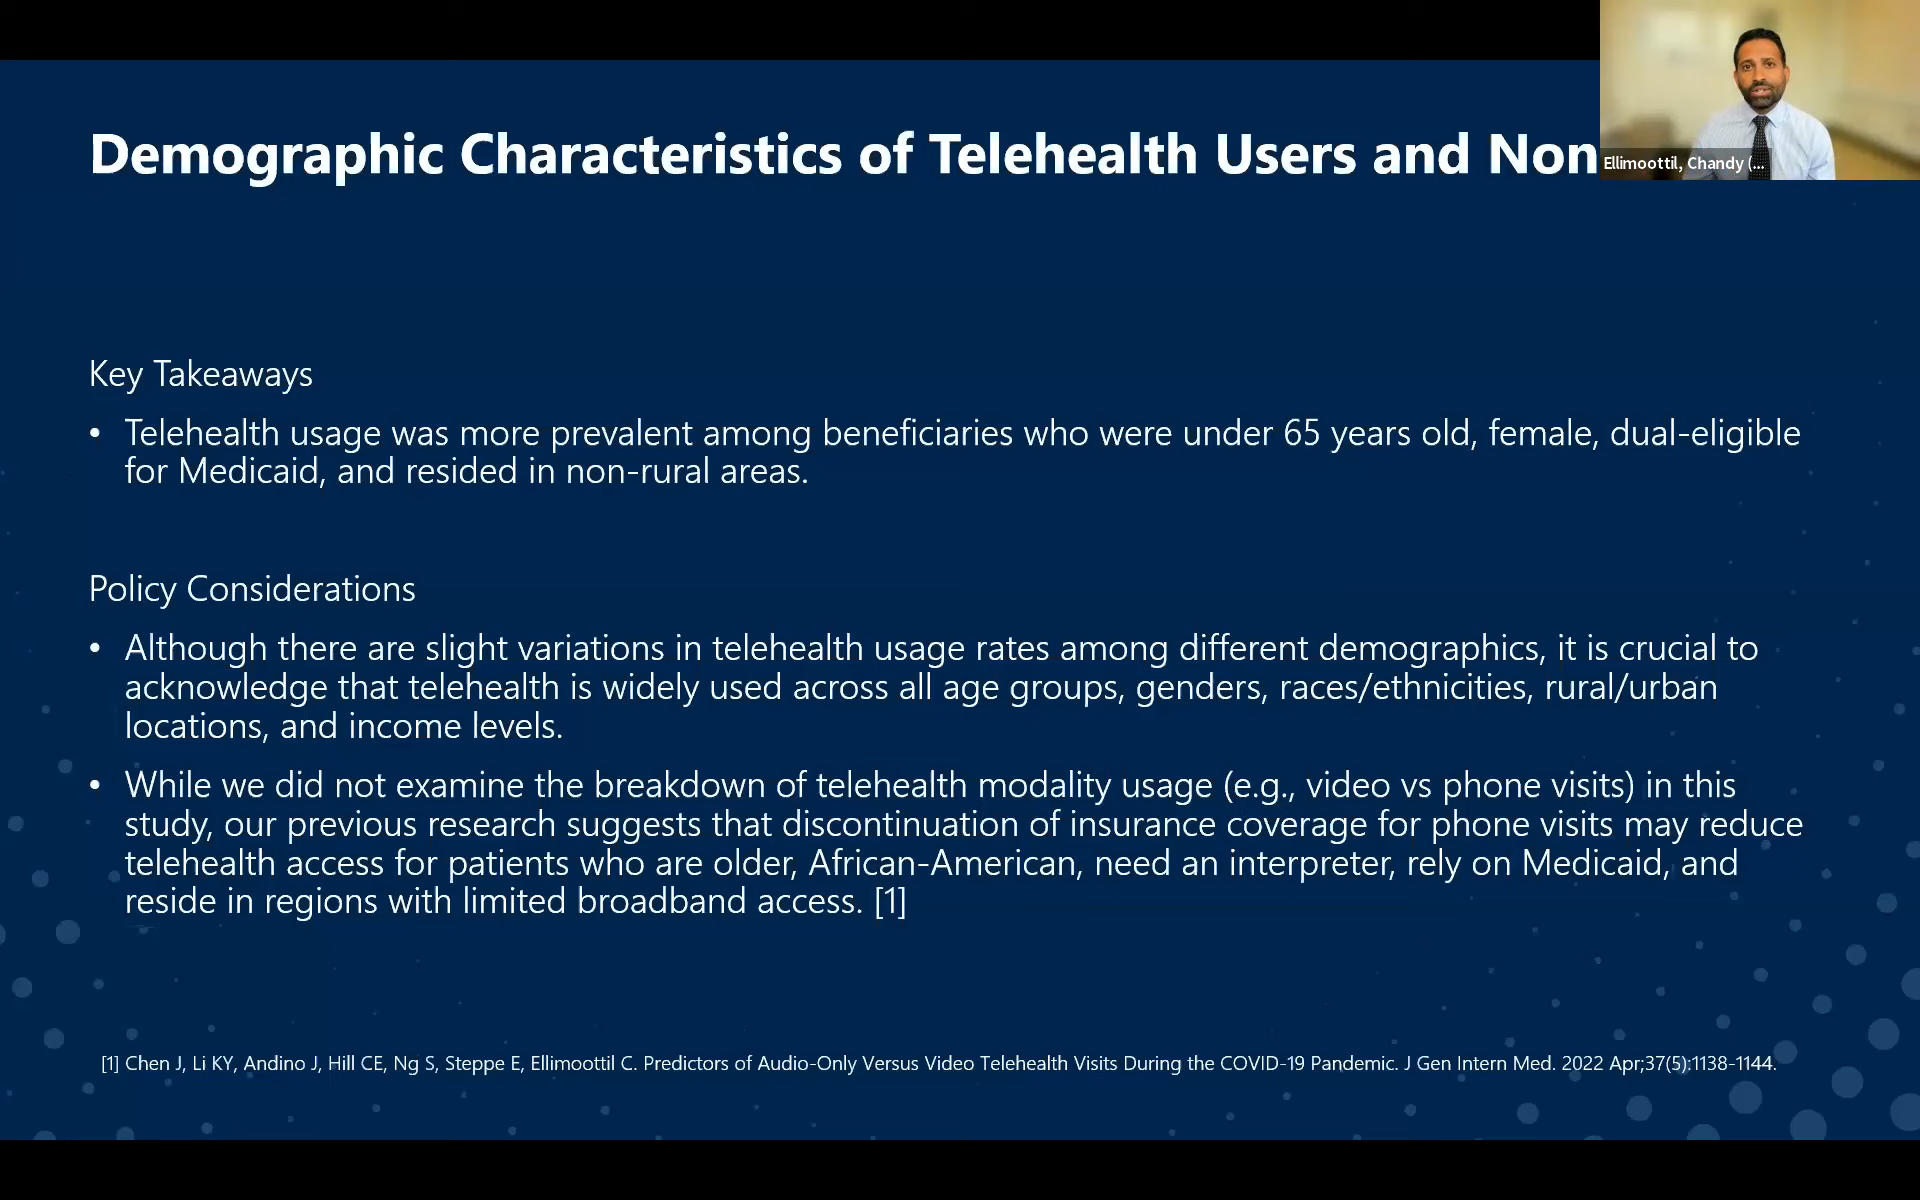 Demographic Characteristics of Telehealth Users and Non
Ellimoottil, Chandy (...
Key Takeaways
• Telehealth usage was more prevalent among beneficiaries who were under 65 years old, female, dual-eligible
for Medicaid, and resided in non-rural areas.
Policy Considerations
• Although there are slight variations in telehealth usage rates among different demographics, it is crucial to
acknowledge that telehealth is widely used across all age groups, genders, races/ethnicities, rural/urban
locations, and income levels.
• While we did not examine the breakdown of telehealth modality usage (e.g., video vs phone visits) in this
study, our previous research suggests that discontinuation of insurance coverage for phone visits may reduce
telehealth access for patients who are older, African-American, need an interpreter, rely on Medicaid, and
reside in regions with limited broadband access. [1]
[1] Chen J, Li KY, Andino J, Hill CE, Ng S, Steppe E, Ellimoottil C. Predictors of Audio-Only Versus Video Telehealth Visits During the COVID-19 Pandemic. J Gen Intern Med. 2022 Apr;37(5):1138-1144.